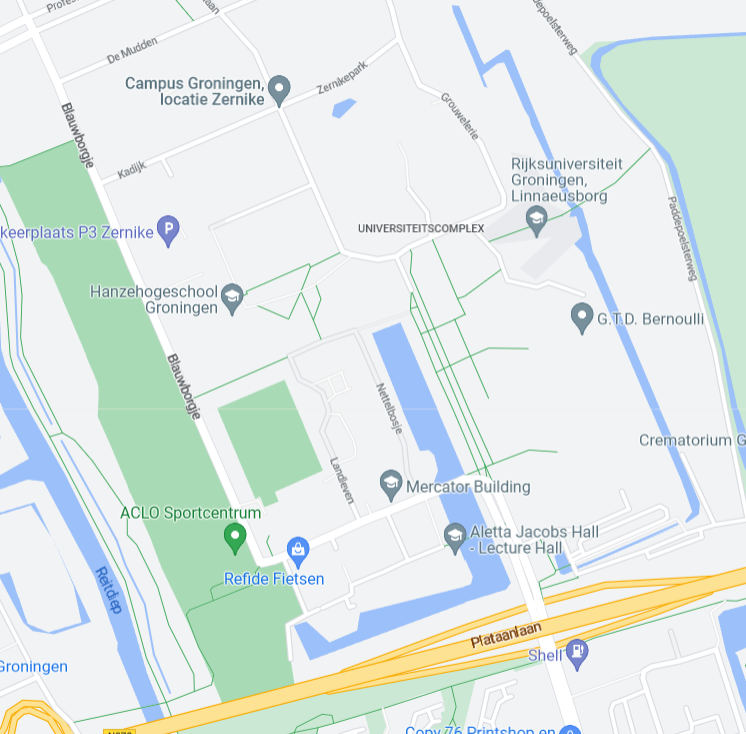 De Mudden
Campus Groningen,
locatie Zernike
Zernikepark
Grouwelerie
Paddepoelsterweg
Blauwborgje
Kadijk
Rijksuniversiteit
Groningen,
Linnaeusborg
keerplaats P3 Zernike
P
UNIVERSITEITSCOMPLEX
Paddepoelsterweg
Hanzehogeschool
Groningen
G.T.D. Bernoulli
Blauwborgje
Nettelbosje
Crematorium G
Landleven
Mercator Building
ACLO Sportcentrum
Aletta Jacobs Hall
- Lecture Hall
Refide Fietsen
Reitdiep
Plataanlaan
Shell
Groningen
Copy 76 Printshop en